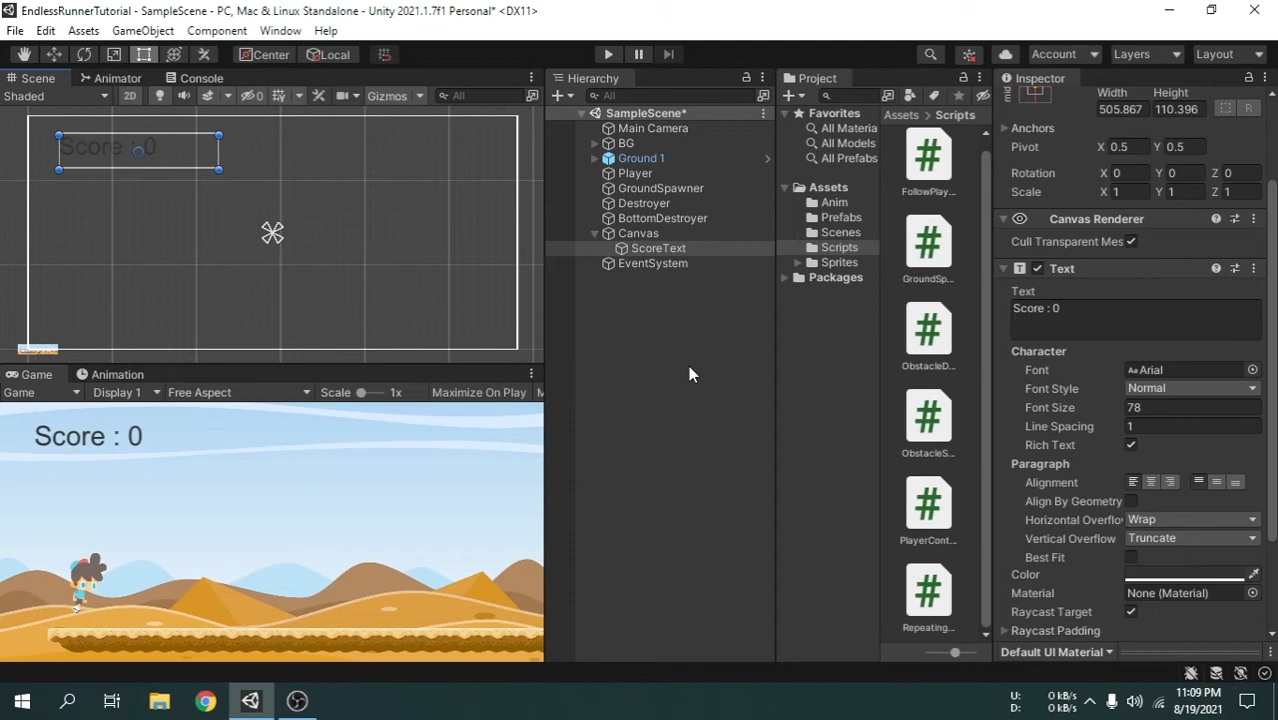 EndlessRunnerTutorial - SampleScene - PC, Mac & Linux Standalone - Unity 2021.1.7f1 Personal* <DX11>
File Edit Assets GameObject Component Window Help
Center Local Account Layers Layout
Scene Animator Console
Shaded 2D 0 Gizmos All
Score : 0
Game Animation
Game Display 1 Free Aspect Scale 1x Maximize On Play
Score : 0
Hierarchy
All
SampleScene*
Main Camera
BG
Ground 1
Player
GroundSpawner
Destroyer
BottomDestroyer
Canvas
ScoreText
EventSystem
Project
Favorites
All Materia
All Models
All Prefabs
Assets
Anim
Prefabs
Scenes
Scripts
Sprites
Packages
Assets Scripts
FollowPlay...
GroundSp...
ObstacleD...
ObstacleS...
PlayerCont...
Repeating...
Inspector
Width Height
505.867 110.396 R
Anchors
Pivot X 0.5 Y 0.5
Rotation X 0 Y 0 Z 0
Scale X 1 Y 1 Z 1
Canvas Renderer
Cull Transparent Mes
Text
Text
Score : 0
Character
Font Arial
Font Style Normal
Font Size 78
Line Spacing 1
Rich Text
Paragraph
Alignment
Align By Geometry
Horizontal Overflo Wrap
Vertical Overflow Truncate
Best Fit
Color
Material None (Material)
Raycast Target
Raycast Padding
Default UI Material
U: 0 kB/s
D: 0 kB/s
11:09 PM
8/19/2021